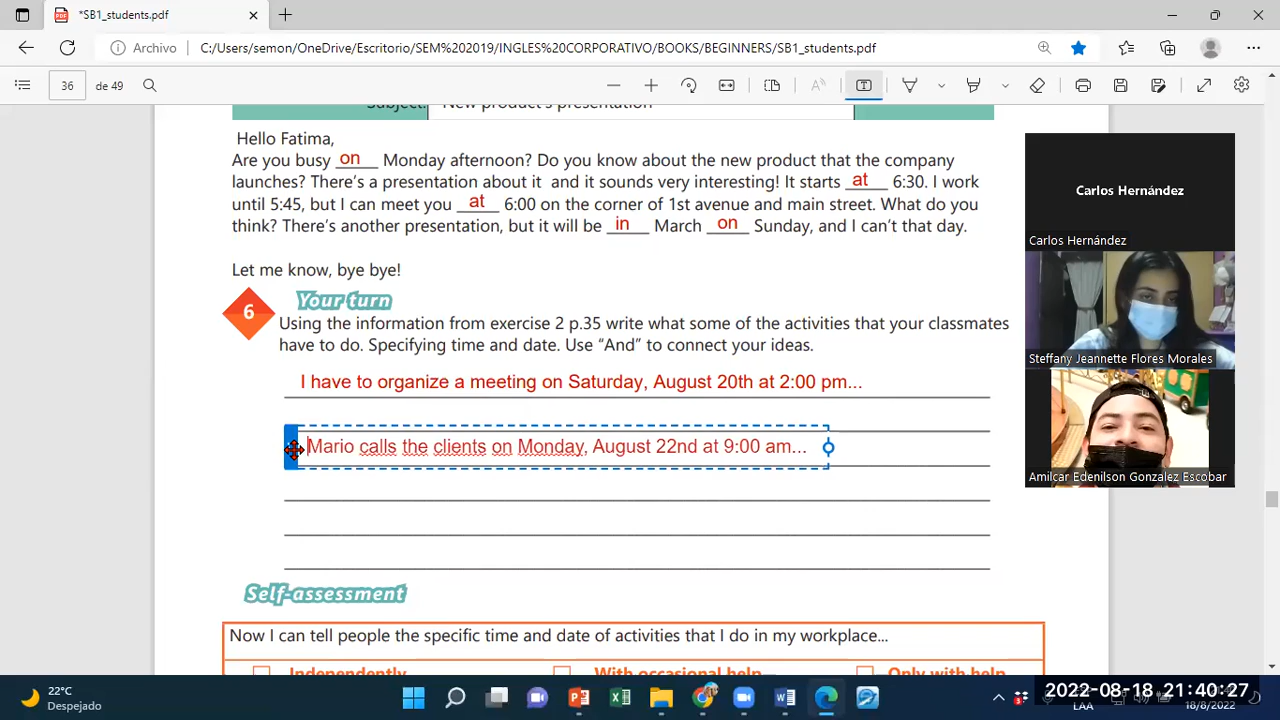 *SB1_students.pdf
Archivo
C:/Users/semon/OneDrive/Escritorio/SEM%202019/INGLES%20CORPORATIVO/BOOKS/BEGINNERS/SB1_students.pdf
36 de 49
Subject: New product's presentation
Hello Fatima,
Are you busy on Monday afternoon? Do you know about the new product that the company
launches? There's a presentation about it and it sounds very interesting! It starts at 6:30. I work
until 5:45, but I can meet you at 6:00 on the corner of 1st avenue and main street. What do you
think? There's another presentation, but it will be in March on Sunday, and I can't that day.
Let me know, bye bye!
6
Your turn
Using the information from exercise 2 p.35 write what some of the activities that your classmates
have to do. Specifying time and date. Use “And” to connect your ideas.
I have to organize a meeting on Saturday, August 20th at 2:00 pm...
Mario calls the clients on Monday, August 22nd at 9:00 am...
Self-assessment
Now I can tell people the specific time and date of activities that I do in my workplace...
Independently With occasional help Only with help
Carlos Hernández
Carlos Hernández
Steffany Jeannette Flores Morales
Amilcar Edenilson Gonzalez Escobar
22°C
Despejado
2022-08-18 21:40:27
LAA
18/8/2022